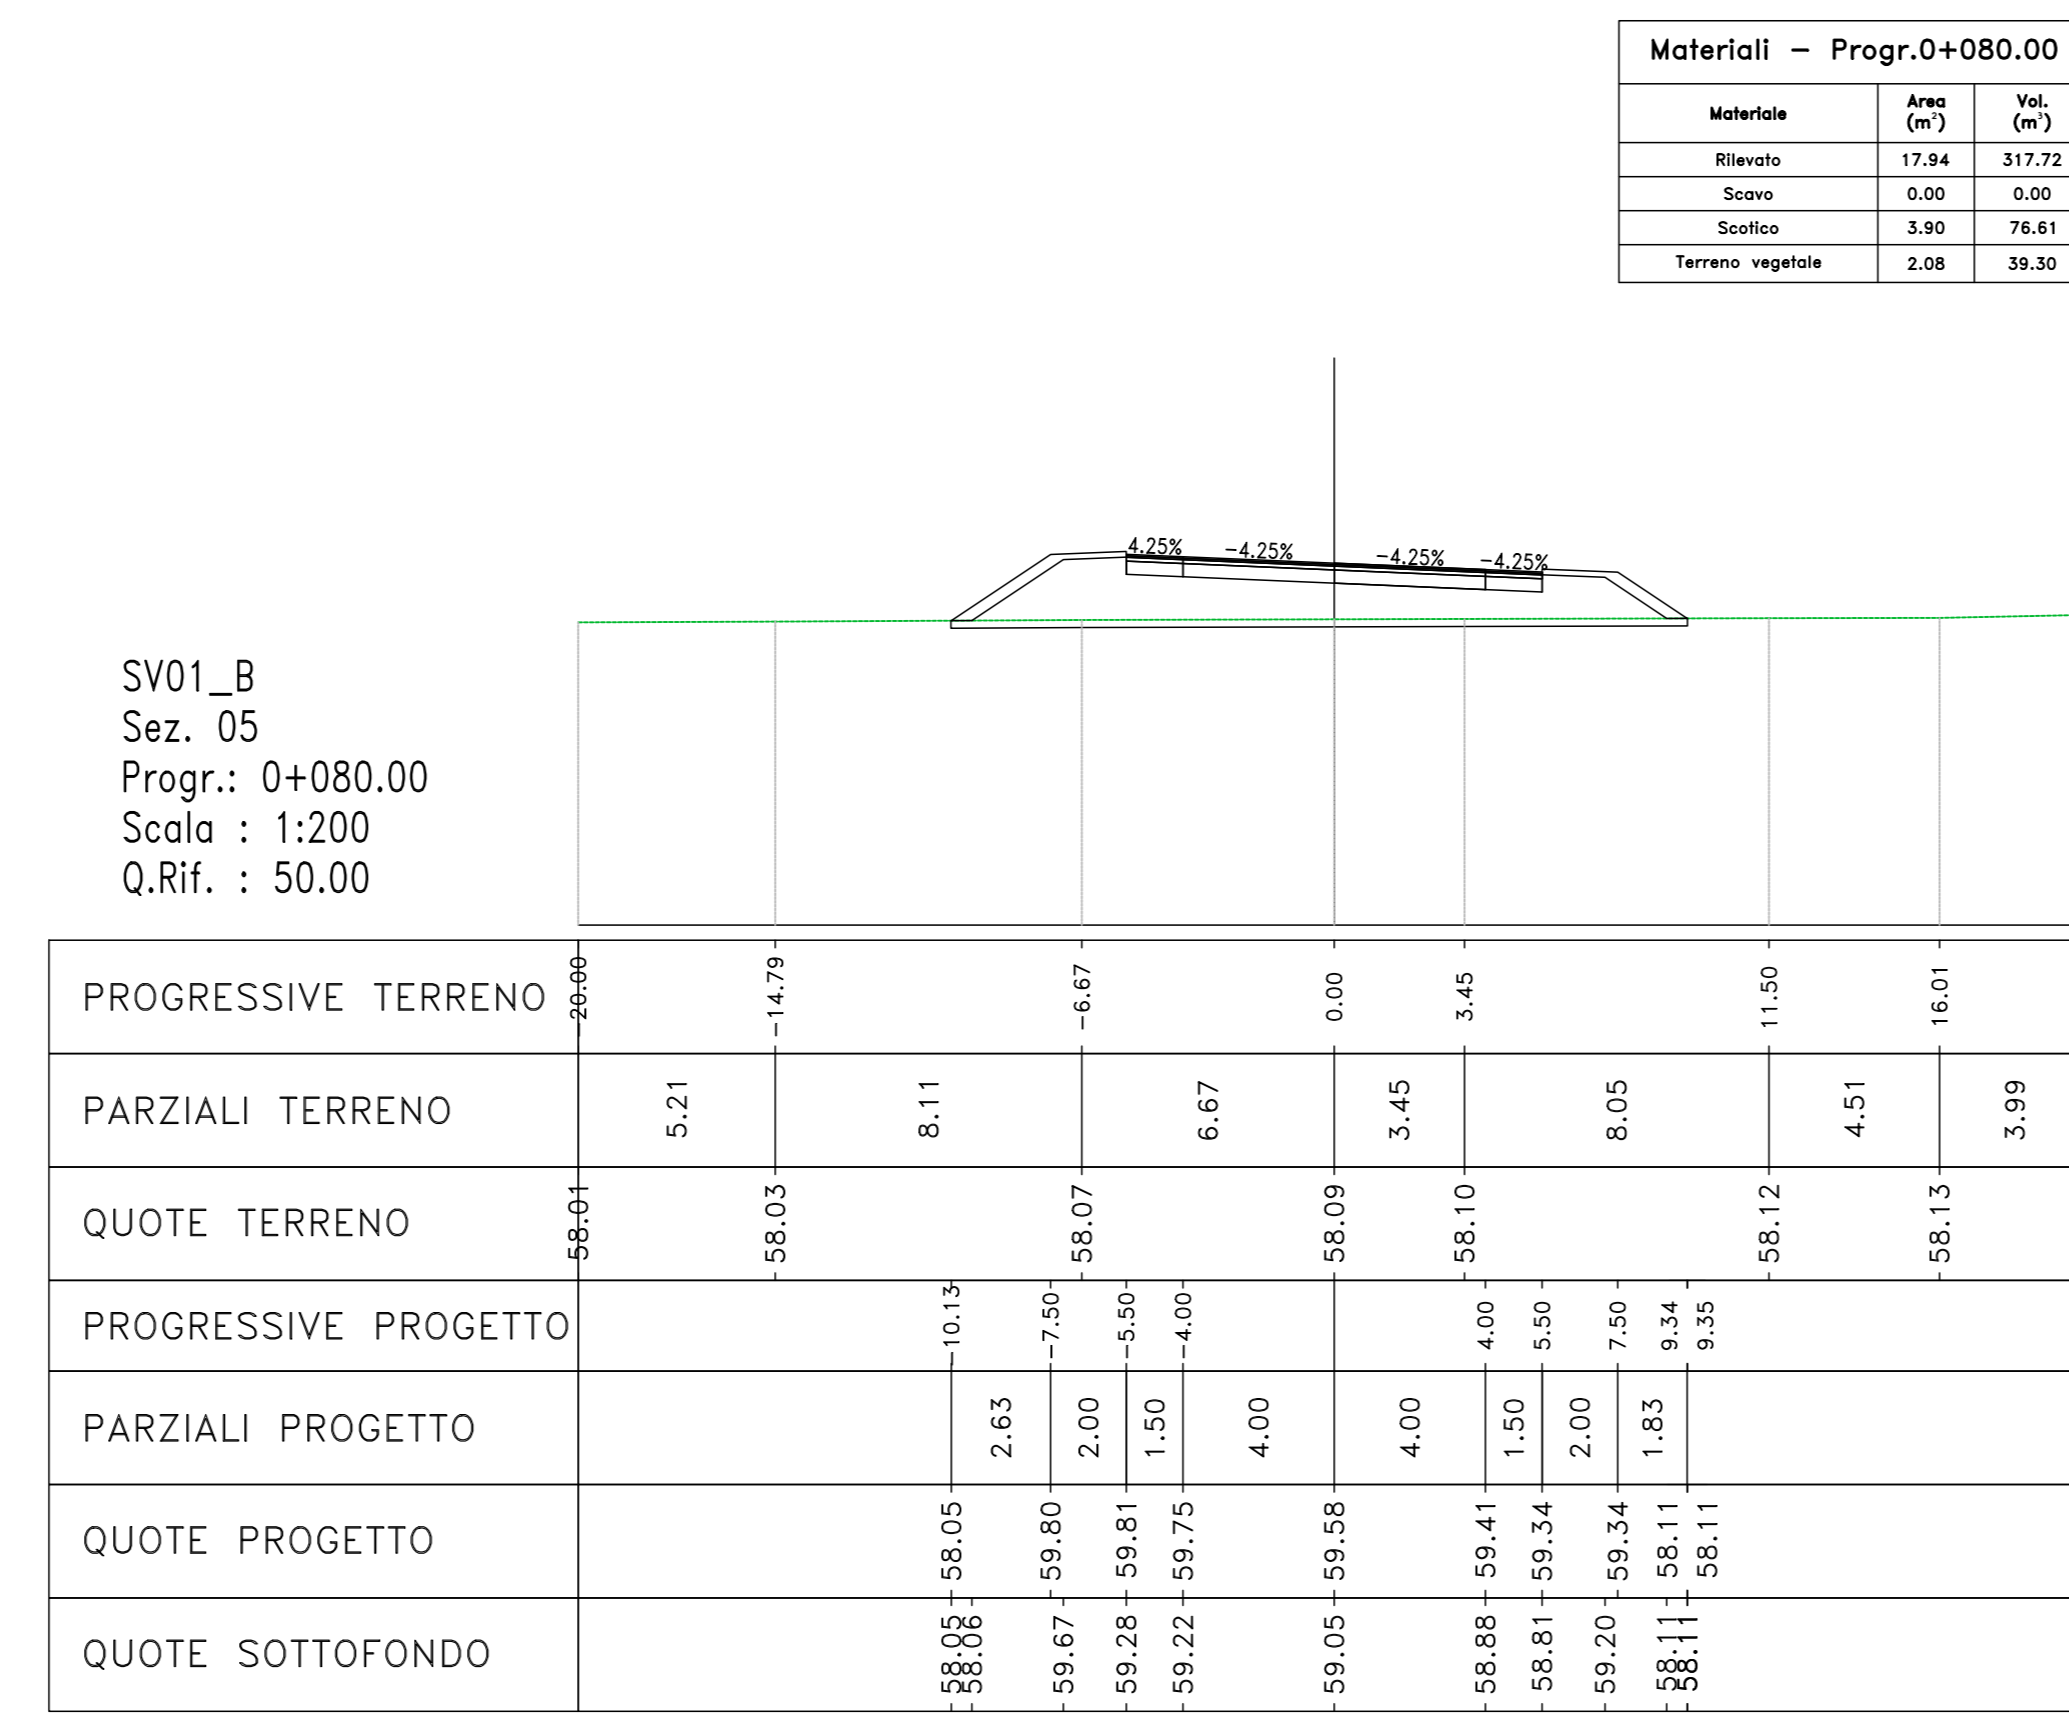 Materiali – Progr.0+080.00
Materiale Area (m²) Vol. (m³)
Rilevato 17.94 317.72
Scavo 0.00 0.00
Scotico 3.90 76.61
Terreno vegetale 2.08 39.30
4.25% -4.25% -4.25% -4.25%
SV01_B
Sez. 05
Progr.: 0+080.00
Scala : 1:200
Q.Rif. : 50.00
PROGRESSIVE TERRENO -20.00 -14.79 -6.67 0.00 3.45 11.50 16.01
PARZIALI TERRENO 5.21 8.11 6.67 3.45 8.05 4.51 3.99
QUOTE TERRENO 58.01 58.03 58.07 58.09 58.10 58.12 58.13
PROGRESSIVE PROGETTO -10.13 -7.50 -5.50 -4.00 4.00 5.50 7.50 9.34 9.35
PARZIALI PROGETTO 2.63 2.00 1.50 4.00 4.00 1.50 2.00 1.83
QUOTE PROGETTO 58.05 59.80 59.81 59.75 59.58 59.41 59.34 59.34 58.11 58.11
QUOTE SOTTOFONDO 58.05 58.06 59.67 59.28 59.22 59.05 58.88 58.81 59.20 58.11 58.11